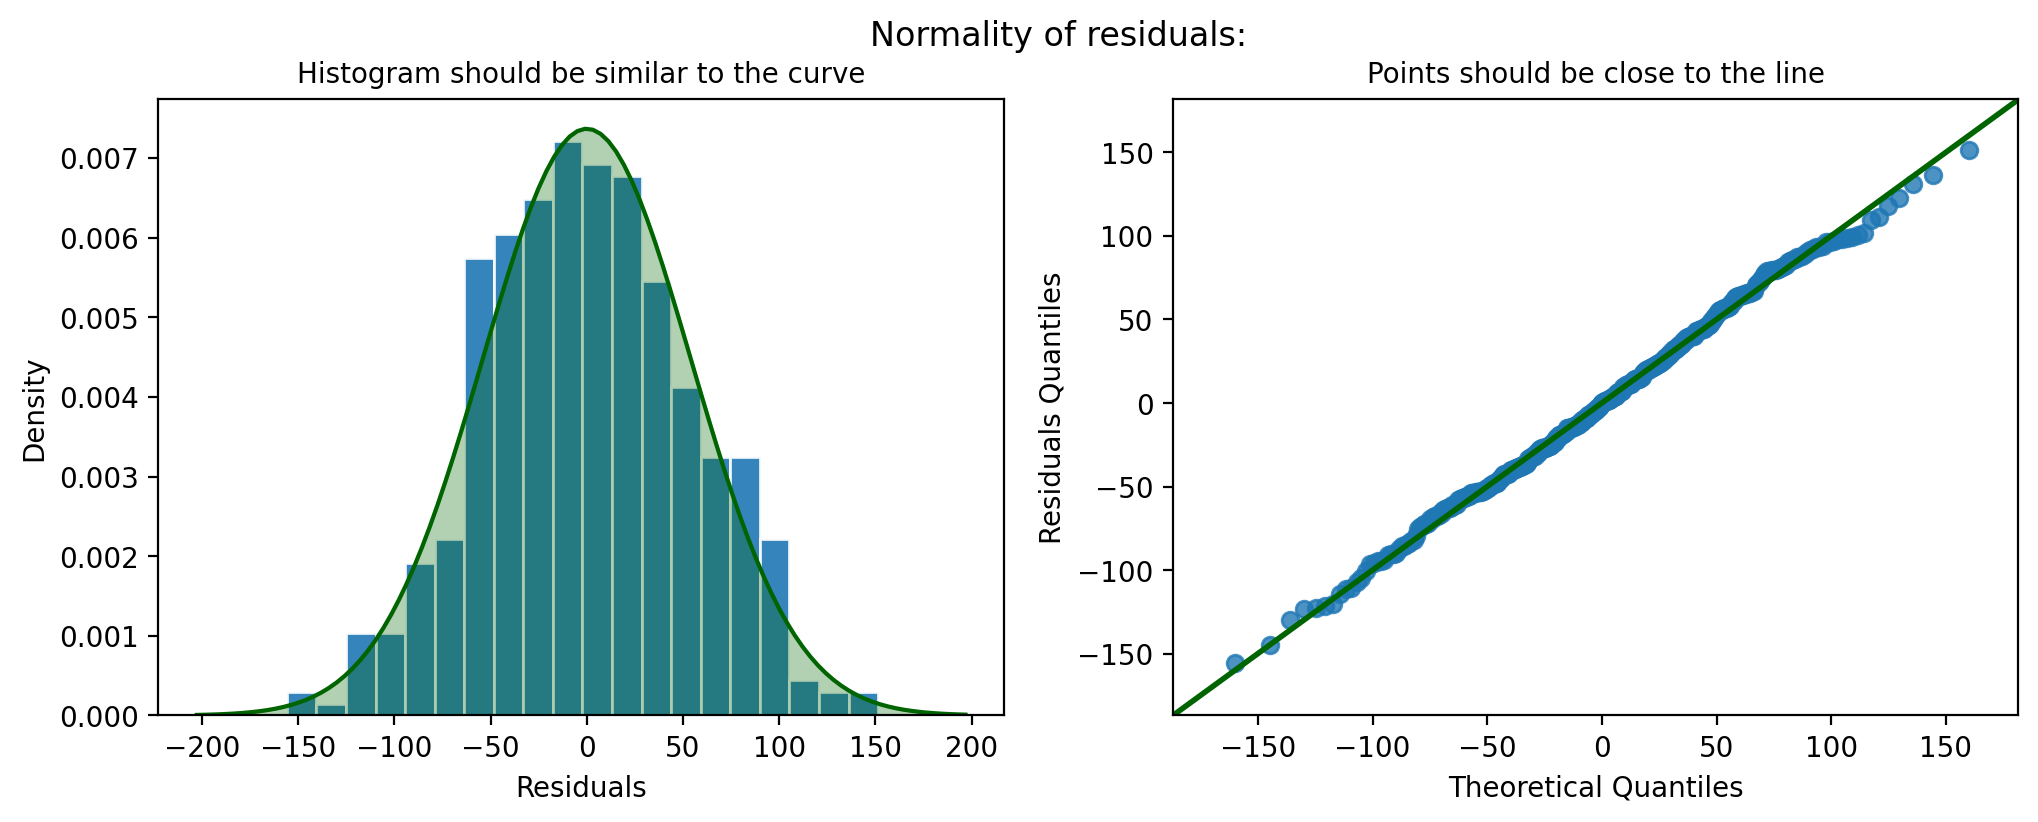 Normality of residuals:
Histogram should be similar to the curve
0.007
0.006
0.005
0.004
0.003
0.002
0.001
0.000
Density
−200 −150 −100 −50 0 50 100 150 200
Residuals
Points should be close to the line
150
100
50
0
−50
−100
−150
Residuals Quantiles
−150 −100 −50 0 50 100 150
Theoretical Quantiles